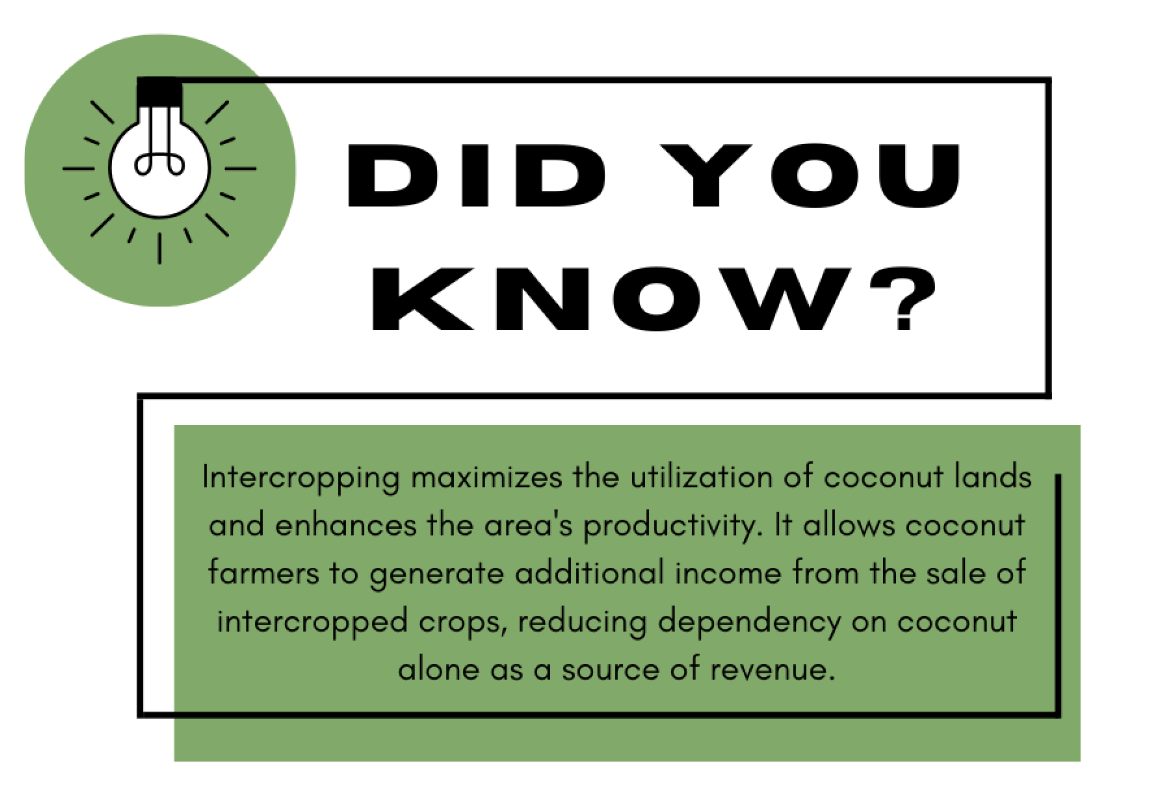 DID YOU
KNOW?
Intercropping maximizes the utilization of coconut lands
and enhances the area's productivity. It allows coconut
farmers to generate additional income from the sale of
intercropped crops, reducing dependency on coconut
alone as a source of revenue.